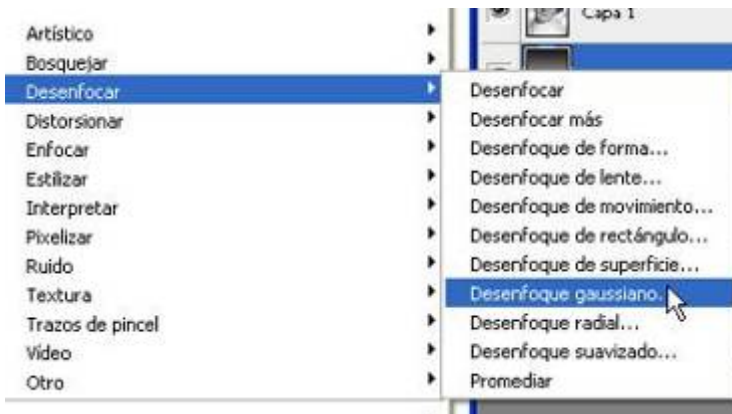 Capa 1
Artístico
Bosquejar
Desenfocar
Distorsionar
Enfocar
Estilizar
Interpretar
Pixelizar
Ruido
Textura
Trazos de pincel
Vídeo
Otro
Desenfocar
Desenfocar más
Desenfoque de forma...
Desenfoque de lente...
Desenfoque de movimiento...
Desenfoque de rectángulo...
Desenfoque de superficie...
Desenfoque gaussiano.
Desenfoque radial...
Desenfoque suavizado...
Promediar